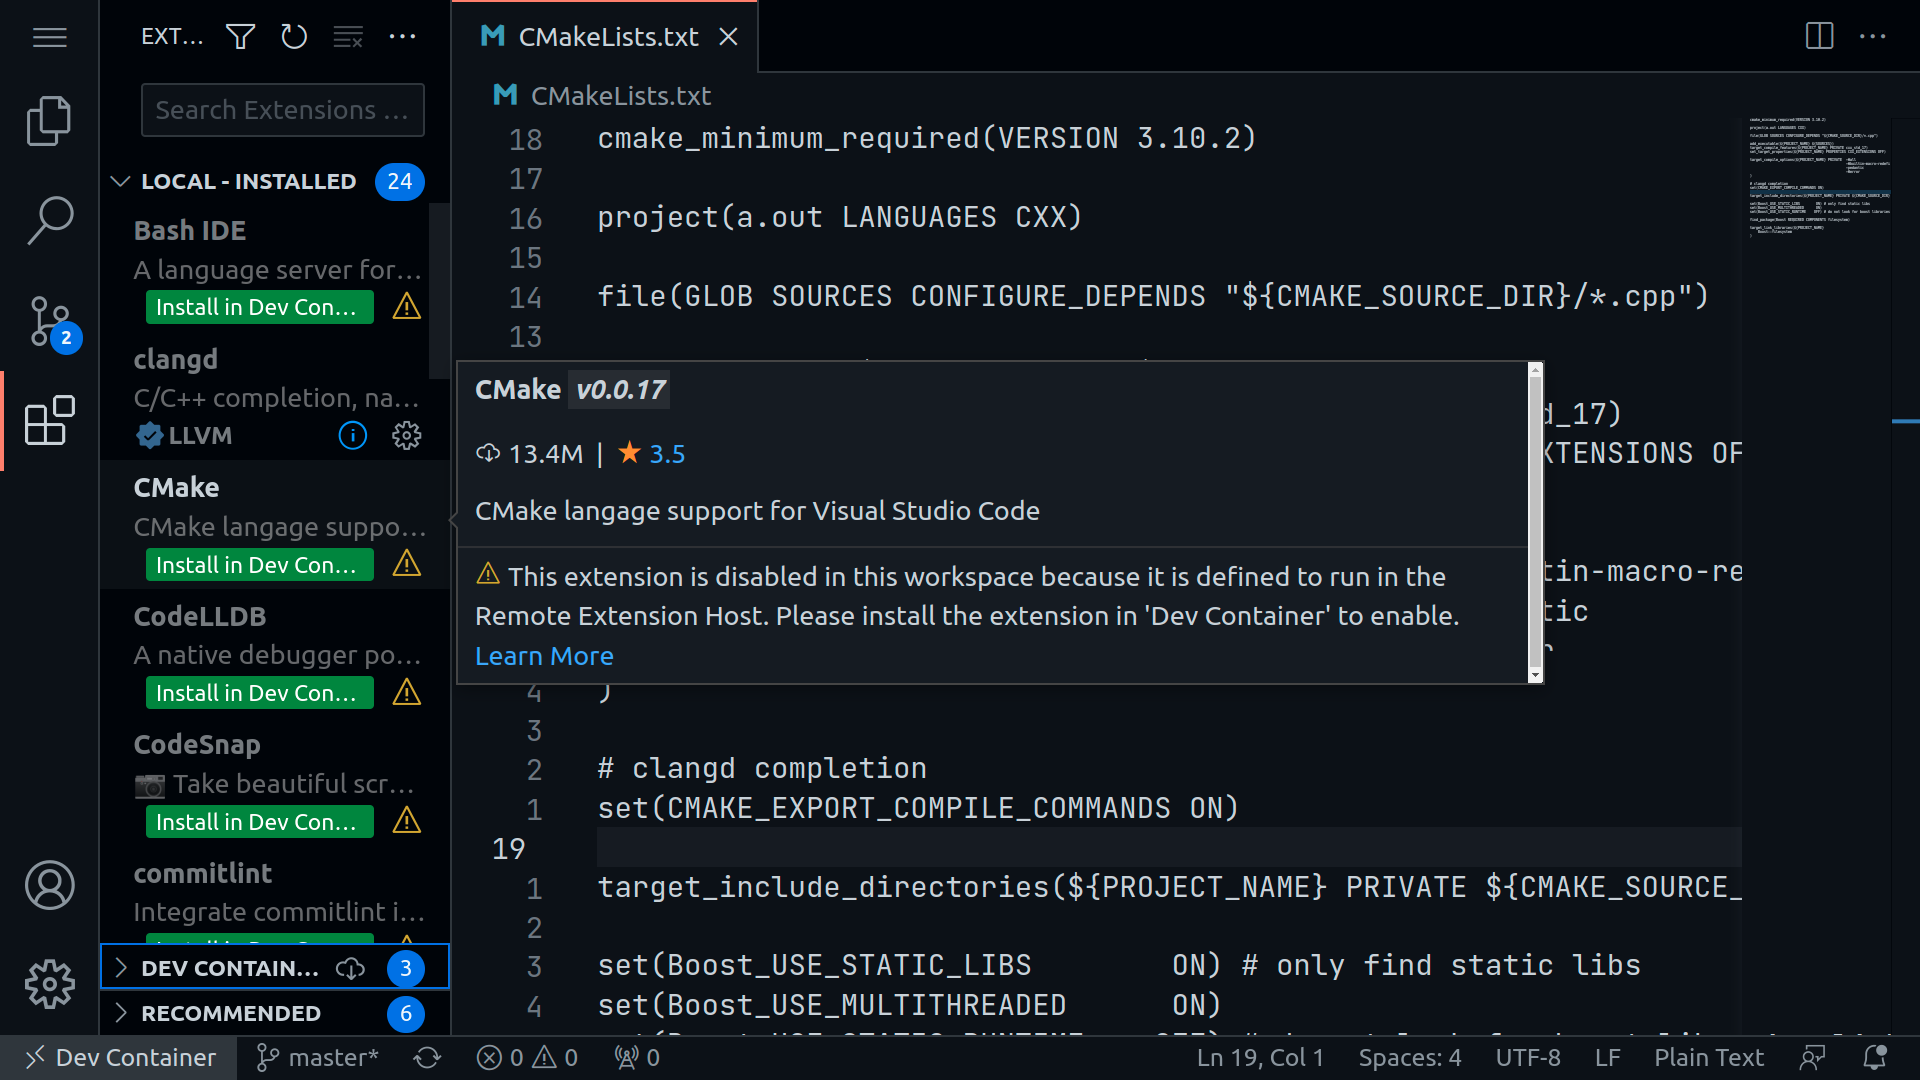 EXT...
CMakeLists.txt
Search Extensions ...
CMakeLists.txt
LOCAL - INSTALLED 24
Bash IDE
A language server for...
Install in Dev Con...
clangd
C/C++ completion, na...
LLVM
CMake
CMake langage suppo...
Install in Dev Con...
CodeLLDB
A native debugger po...
Install in Dev Con...
CodeSnap
Take beautiful scr...
Install in Dev Con...
commitlint
Integrate commitlint i...
DEV CONTAIN... 3
RECOMMENDED 6
2
18 cmake_minimum_required(VERSION 3.10.2)
17
16 project(a.out LANGUAGES CXX)
15
14 file(GLOB SOURCES CONFIGURE_DEPENDS "${CMAKE_SOURCE_DIR}/*.cpp")
13
d_17)
XTENSIONS OF
tin-macro-re
tic
CMake v0.0.17
13.4M | ★ 3.5
CMake langage support for Visual Studio Code
This extension is disabled in this workspace because it is defined to run in the
Remote Extension Host. Please install the extension in 'Dev Container' to enable.
Learn More
4 )
3
2 # clangd completion
1 set(CMAKE_EXPORT_COMPILE_COMMANDS ON)
19
1 target_include_directories(${PROJECT_NAME} PRIVATE ${CMAKE_SOURCE_
2
3 set(Boost_USE_STATIC_LIBS ON) # only find static libs
4 set(Boost_USE_MULTITHREADED ON)
Dev Container master* 0 0 0 Ln 19, Col 1 Spaces: 4 UTF-8 LF Plain Text